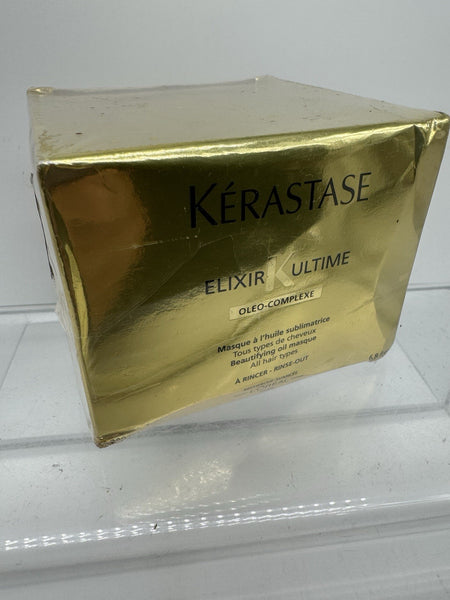 KÉRASTASE
ELIXIR K ULTIME
OLÉO-COMPLEXE
Masque à l'huile sublimatrice
Tous types de cheveux
Beautifying oil masque
All hair types
À RINCER - RINSE-OUT